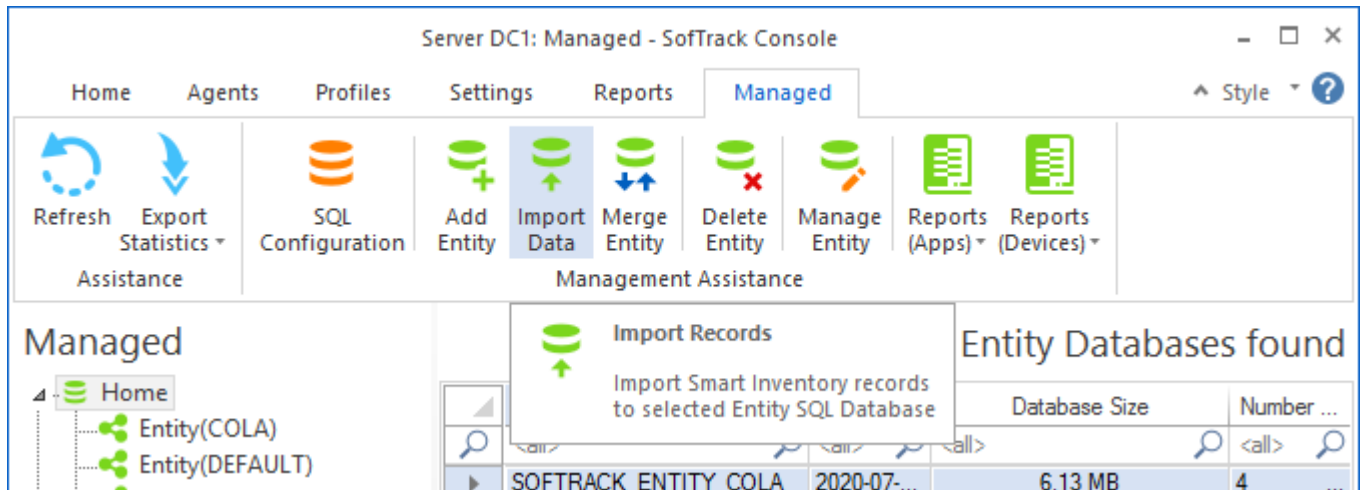 Server DC1: Managed - SofTrack Console
Home Agents Profiles Settings Reports Managed Style ?
Refresh Export Statistics SQL Configuration Add Entity Import Data Merge Entity Delete Entity Manage Entity Reports (Apps) Reports (Devices)
Assistance Management Assistance
Managed
Home
Entity(COLA)
Entity(DEFAULT)
Import Records
Import Smart Inventory records
to selected Entity SQL Database
Entity Databases found
Database Size Number ...
<all> <all> <all> <all>
SOFTRACK_ENTITY_COLA 2020-07-... 6.13 MB 4 ...